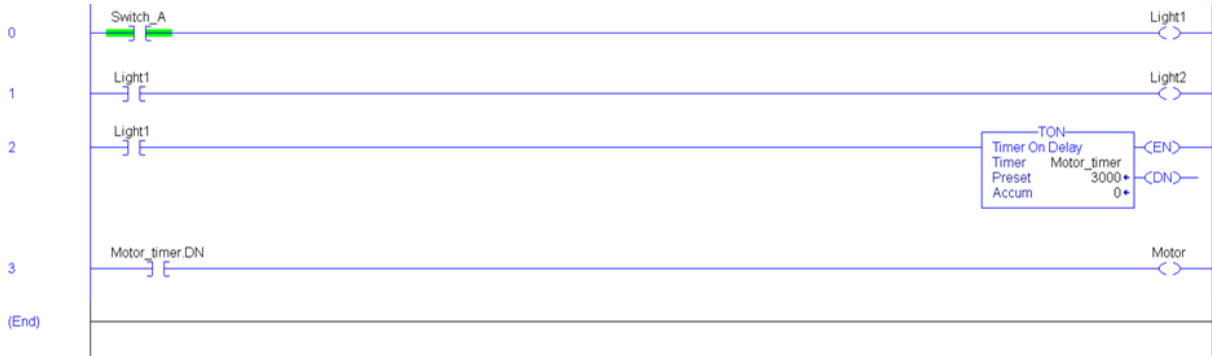 Switch_A Light1
0
Light1 Light2
1
Light1
2
TON
Timer On Delay (EN)
Timer Motor_timer
Preset 3000 (DN)
Accum 0
Motor_timer.DN Motor
3
(End)